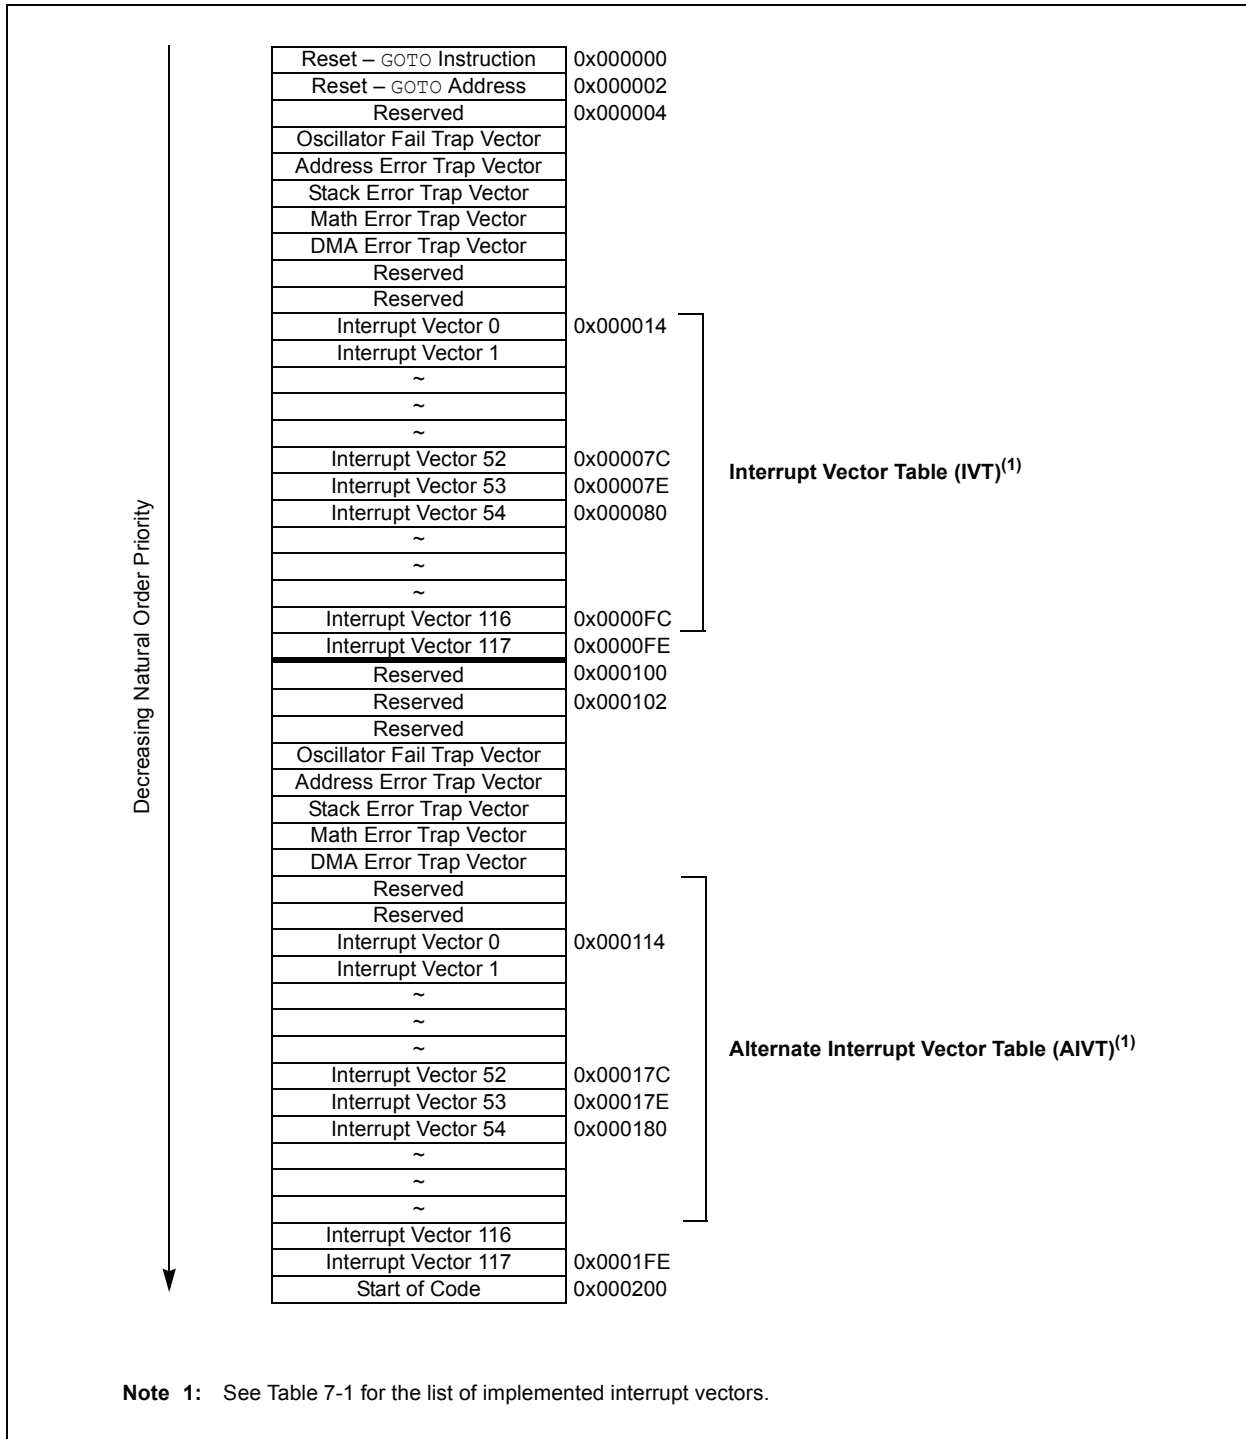 Reset – GOTO Instruction 0x000000
Reset – GOTO Address 0x000002
Reserved 0x000004
Oscillator Fail Trap Vector
Address Error Trap Vector
Stack Error Trap Vector
Math Error Trap Vector
DMA Error Trap Vector
Reserved
Reserved
Interrupt Vector 0 0x000014
Interrupt Vector 1
~
~
~
Interrupt Vector 52 0x00007C
Interrupt Vector 53 0x00007E
Interrupt Vector 54 0x000080
~
~
~
Interrupt Vector 116 0x0000FC
Interrupt Vector 117 0x0000FE
Interrupt Vector Table (IVT)(1)
Decreasing Natural Order Priority
Reserved 0x000100
Reserved 0x000102
Reserved
Oscillator Fail Trap Vector
Address Error Trap Vector
Stack Error Trap Vector
Math Error Trap Vector
DMA Error Trap Vector
Reserved
Reserved
Interrupt Vector 0 0x000114
Interrupt Vector 1
~
~
~
Interrupt Vector 52 0x00017C
Interrupt Vector 53 0x00017E
Interrupt Vector 54 0x000180
~
~
~
Interrupt Vector 116
Interrupt Vector 117 0x0001FE
Start of Code 0x000200
Alternate Interrupt Vector Table (AIVT)(1)
Note 1: See Table 7-1 for the list of implemented interrupt vectors.